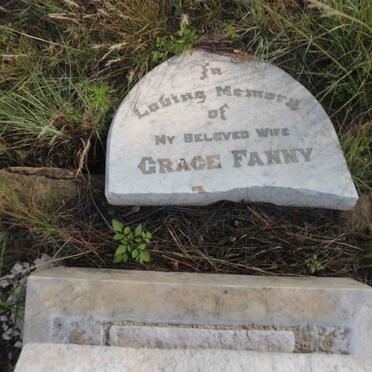 In
Loving Memory
of
MY BELOVED WIFE
GRACE FANNY